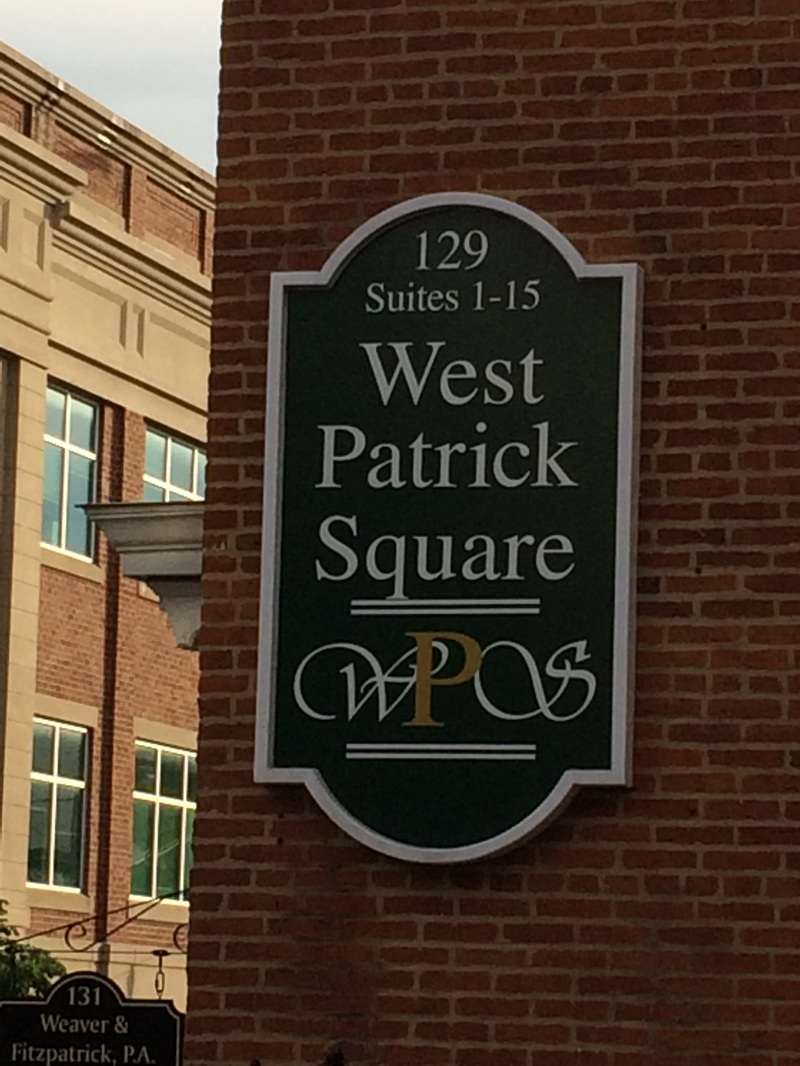 129
Suites 1-15
West
Patrick
Square
WPS
131
Weaver &
Fitzpatrick, P.A.